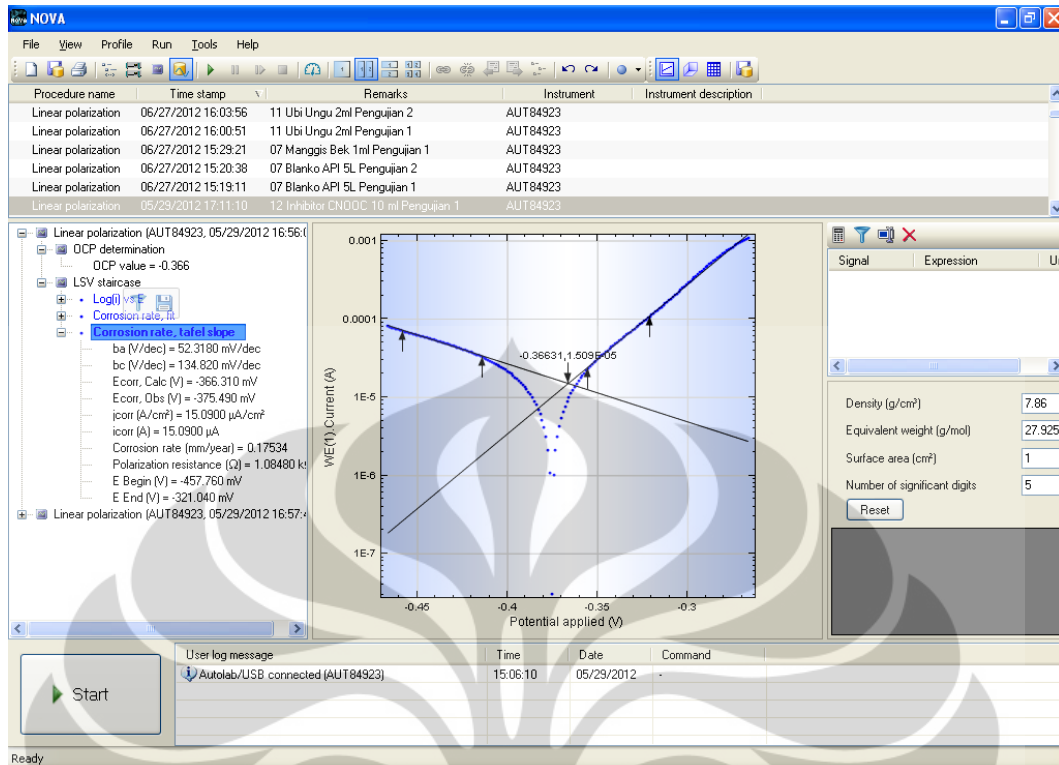 NOVA
File View Profile Run Tools Help
Procedure name Time stamp Remarks Instrument Instrument description
Linear polarization 06/27/2012 16:03:56 11 Ubi Ungu 2ml Pengujian 2 AUT84923
Linear polarization 06/27/2012 16:00:51 11 Ubi Ungu 2ml Pengujian 1 AUT84923
Linear polarization 06/27/2012 15:29:21 07 Manggis Bek 1ml Pengujian 1 AUT84923
Linear polarization 06/27/2012 15:20:38 07 Blanko API 5L Pengujian 2 AUT84923
Linear polarization 06/27/2012 15:19:11 07 Blanko API 5L Pengujian 1 AUT84923
Linear polarization 05/29/2012 17:11:10 12 Inhibitor CNOOC 10 ml Pengujian 1 AUT84923
Linear polarization (AUT84923, 05/29/2012 16:56:0
OCP determination
OCP value = -0.366
LSV staircase
Log(i) vs E
Corrosion rate, fit
Corrosion rate, tafel slope
ba (V/dec) = 52.3180 mV/dec
bc (V/dec) = 134.820 mV/dec
Ecorr, Calc (V) = -366.310 mV
Ecorr, Obs (V) = -375.490 mV
jcorr (A/cm²) = 15.0900 µA/cm²
icorr (A) = 15.0900 µA
Corrosion rate (mm/year) = 0.17534
Polarization resistance (Ω) = 1.08480 k
E Begin (V) = -457.760 mV
E End (V) = -321.040 mV
Linear polarization (AUT84923, 05/29/2012 16:57:4
WE(1).Current (A)
0.001
0.0001
1E-5
1E-6
1E-7
-0.36631,1.509E-05
-0.45 -0.4 -0.35 -0.3
Potential applied (V)
Signal Expression U
Density (g/cm³) 7.86
Equivalent weight (g/mol) 27.925
Surface area (cm²) 1
Number of significant digits 5
Reset
Start
User log message Time Date Command
Autolab/USB connected (AUT84923) 15:06:10 05/29/2012 -
Ready